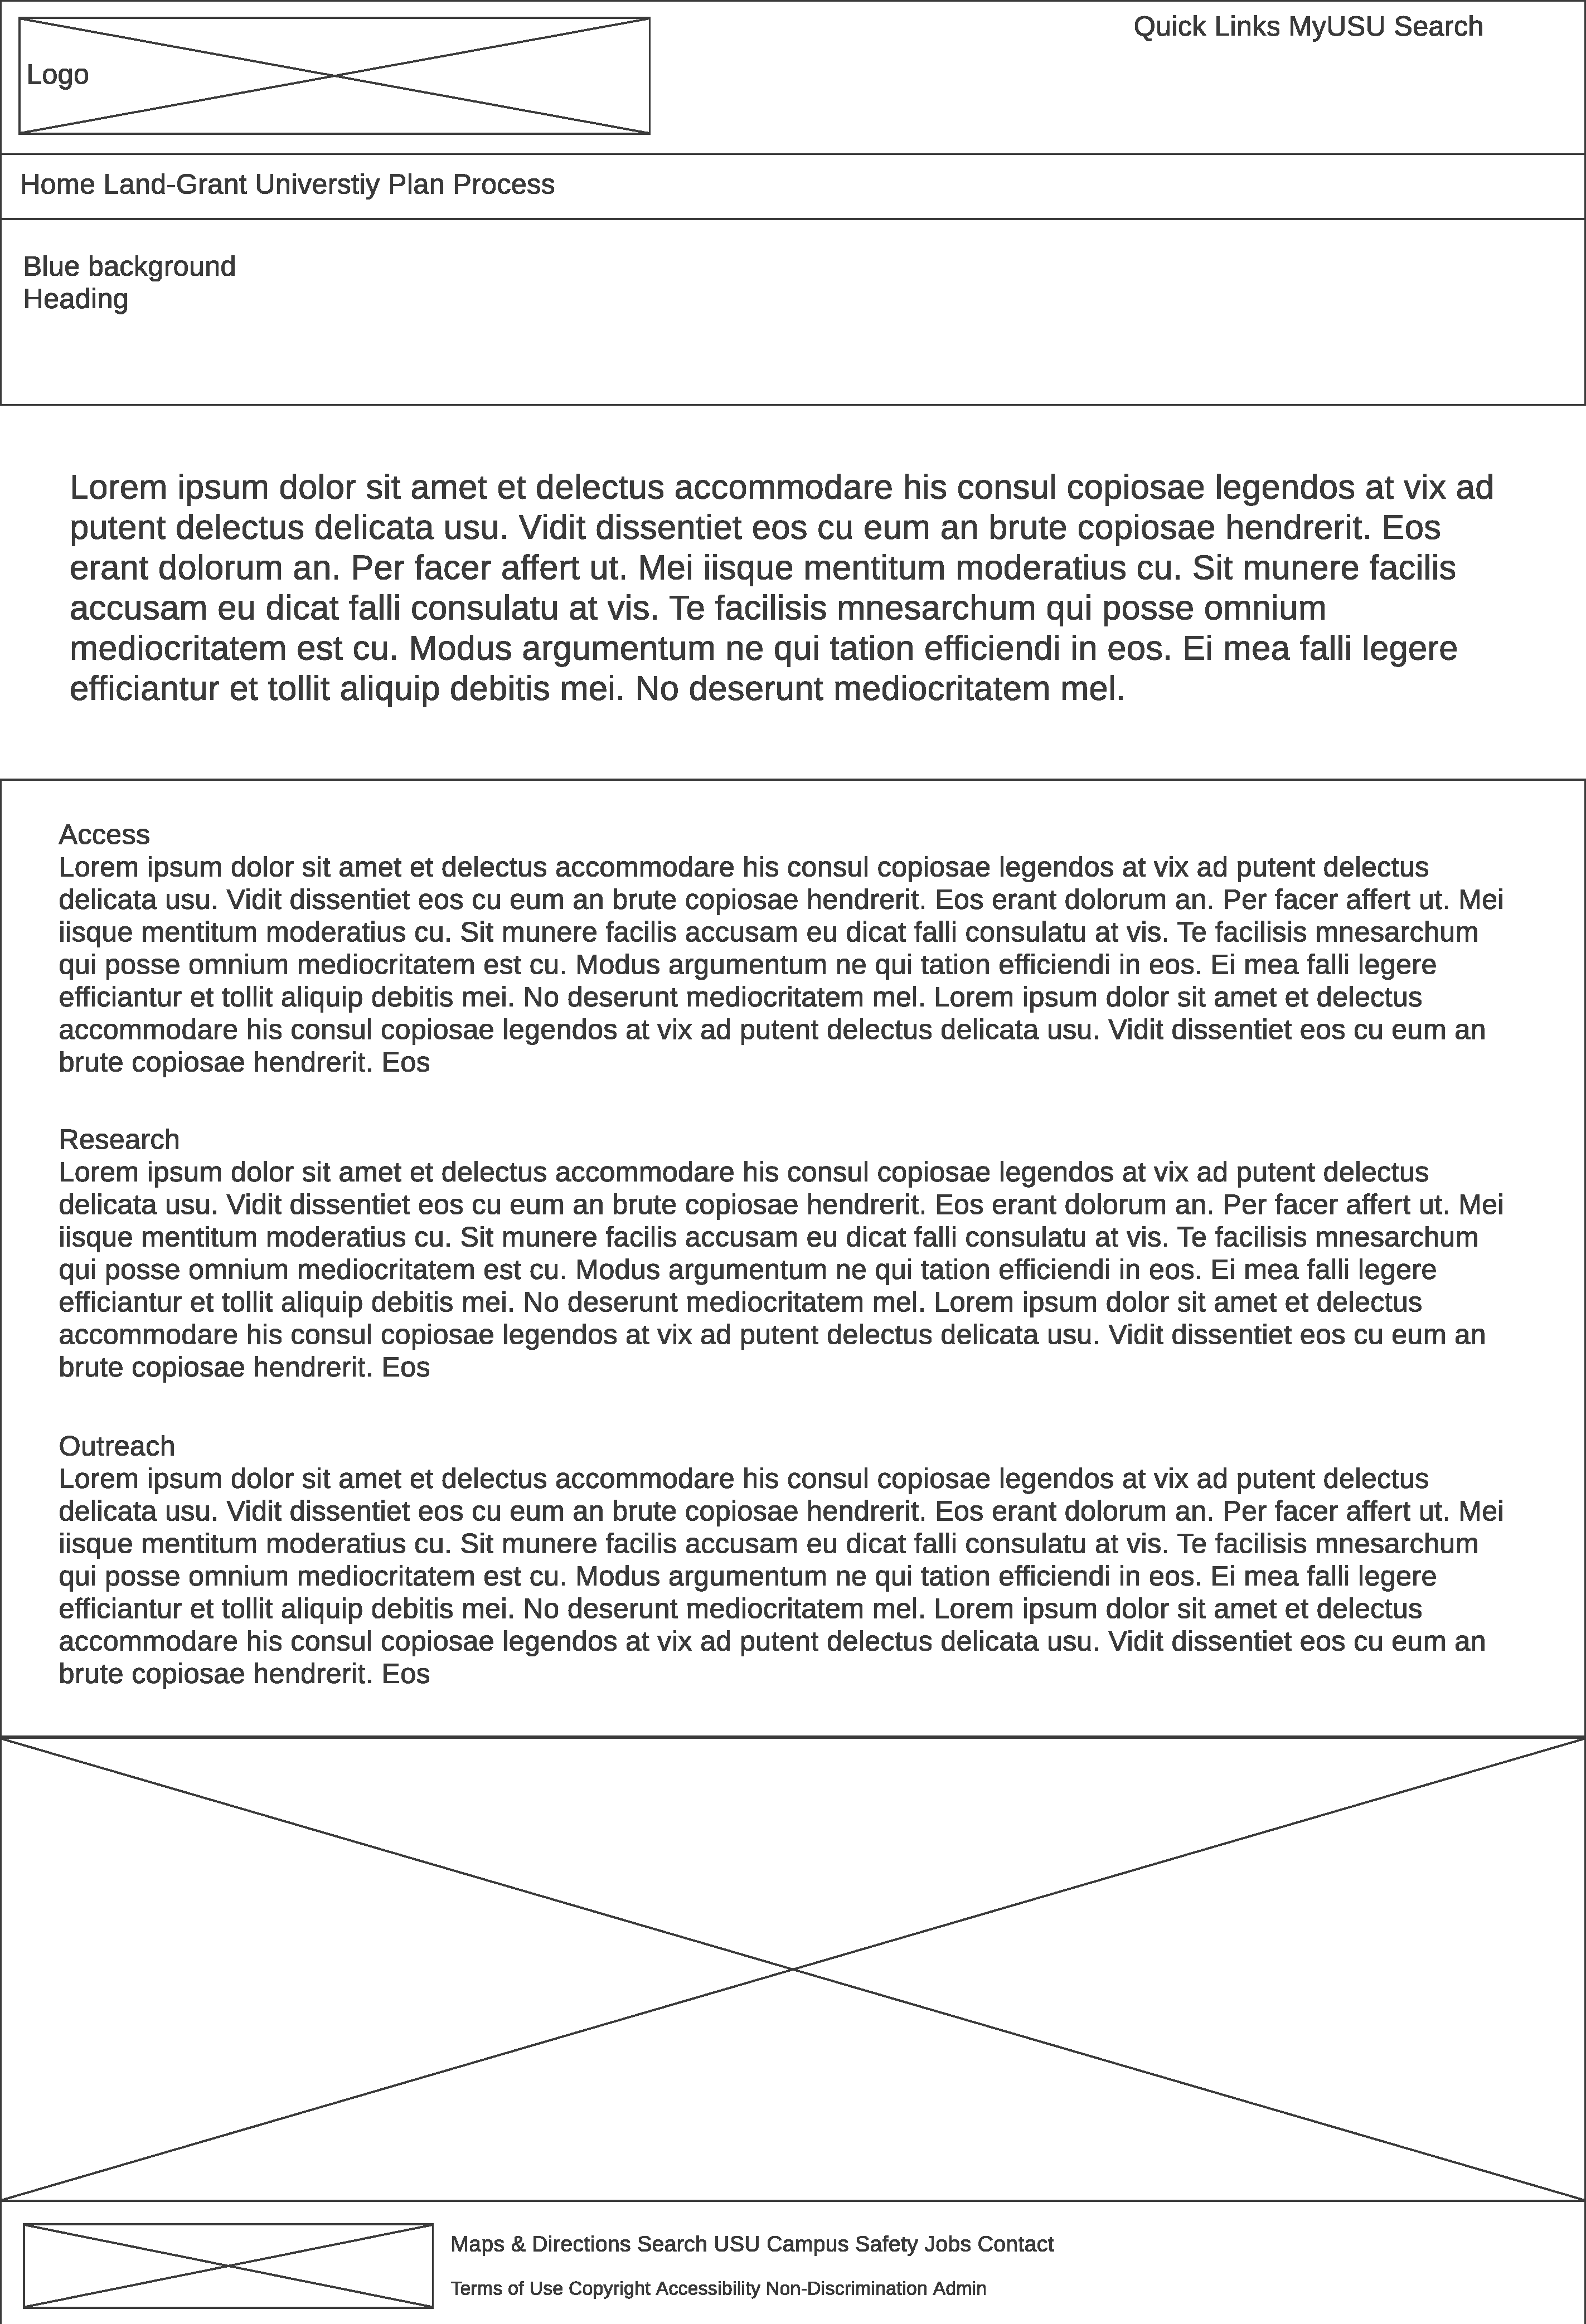 Quick Links MyUSU Search
Logo
Home Land-Grant Universtiy Plan Process
Blue background
Heading
Lorem ipsum dolor sit amet et delectus accommodare his consul copiosae legendos at vix ad
putent delectus delicata usu. Vidit dissentiet eos cu eum an brute copiosae hendrerit. Eos
erant dolorum an. Per facer affert ut. Mei iisque mentitum moderatius cu. Sit munere facilis
accusam eu dicat falli consulatu at vis. Te facilisis mnesarchum qui posse omnium
mediocritatem est cu. Modus argumentum ne qui tation efficiendi in eos. Ei mea falli legere
efficiantur et tollit aliquip debitis mei. No deserunt mediocritatem mel.
Access
Lorem ipsum dolor sit amet et delectus accommodare his consul copiosae legendos at vix ad putent delectus
delicata usu. Vidit dissentiet eos cu eum an brute copiosae hendrerit. Eos erant dolorum an. Per facer affert ut. Mei
iisque mentitum moderatius cu. Sit munere facilis accusam eu dicat falli consulatu at vis. Te facilisis mnesarchum
qui posse omnium mediocritatem est cu. Modus argumentum ne qui tation efficiendi in eos. Ei mea falli legere
efficiantur et tollit aliquip debitis mei. No deserunt mediocritatem mel. Lorem ipsum dolor sit amet et delectus
accommodare his consul copiosae legendos at vix ad putent delectus delicata usu. Vidit dissentiet eos cu eum an
brute copiosae hendrerit. Eos
Research
Lorem ipsum dolor sit amet et delectus accommodare his consul copiosae legendos at vix ad putent delectus
delicata usu. Vidit dissentiet eos cu eum an brute copiosae hendrerit. Eos erant dolorum an. Per facer affert ut. Mei
iisque mentitum moderatius cu. Sit munere facilis accusam eu dicat falli consulatu at vis. Te facilisis mnesarchum
qui posse omnium mediocritatem est cu. Modus argumentum ne qui tation efficiendi in eos. Ei mea falli legere
efficiantur et tollit aliquip debitis mei. No deserunt mediocritatem mel. Lorem ipsum dolor sit amet et delectus
accommodare his consul copiosae legendos at vix ad putent delectus delicata usu. Vidit dissentiet eos cu eum an
brute copiosae hendrerit. Eos
Outreach
Lorem ipsum dolor sit amet et delectus accommodare his consul copiosae legendos at vix ad putent delectus
delicata usu. Vidit dissentiet eos cu eum an brute copiosae hendrerit. Eos erant dolorum an. Per facer affert ut. Mei
iisque mentitum moderatius cu. Sit munere facilis accusam eu dicat falli consulatu at vis. Te facilisis mnesarchum
qui posse omnium mediocritatem est cu. Modus argumentum ne qui tation efficiendi in eos. Ei mea falli legere
efficiantur et tollit aliquip debitis mei. No deserunt mediocritatem mel. Lorem ipsum dolor sit amet et delectus
accommodare his consul copiosae legendos at vix ad putent delectus delicata usu. Vidit dissentiet eos cu eum an
brute copiosae hendrerit. Eos
Maps & Directions Search USU Campus Safety Jobs Contact
Terms of Use Copyright Accessibility Non-Discrimination Admin